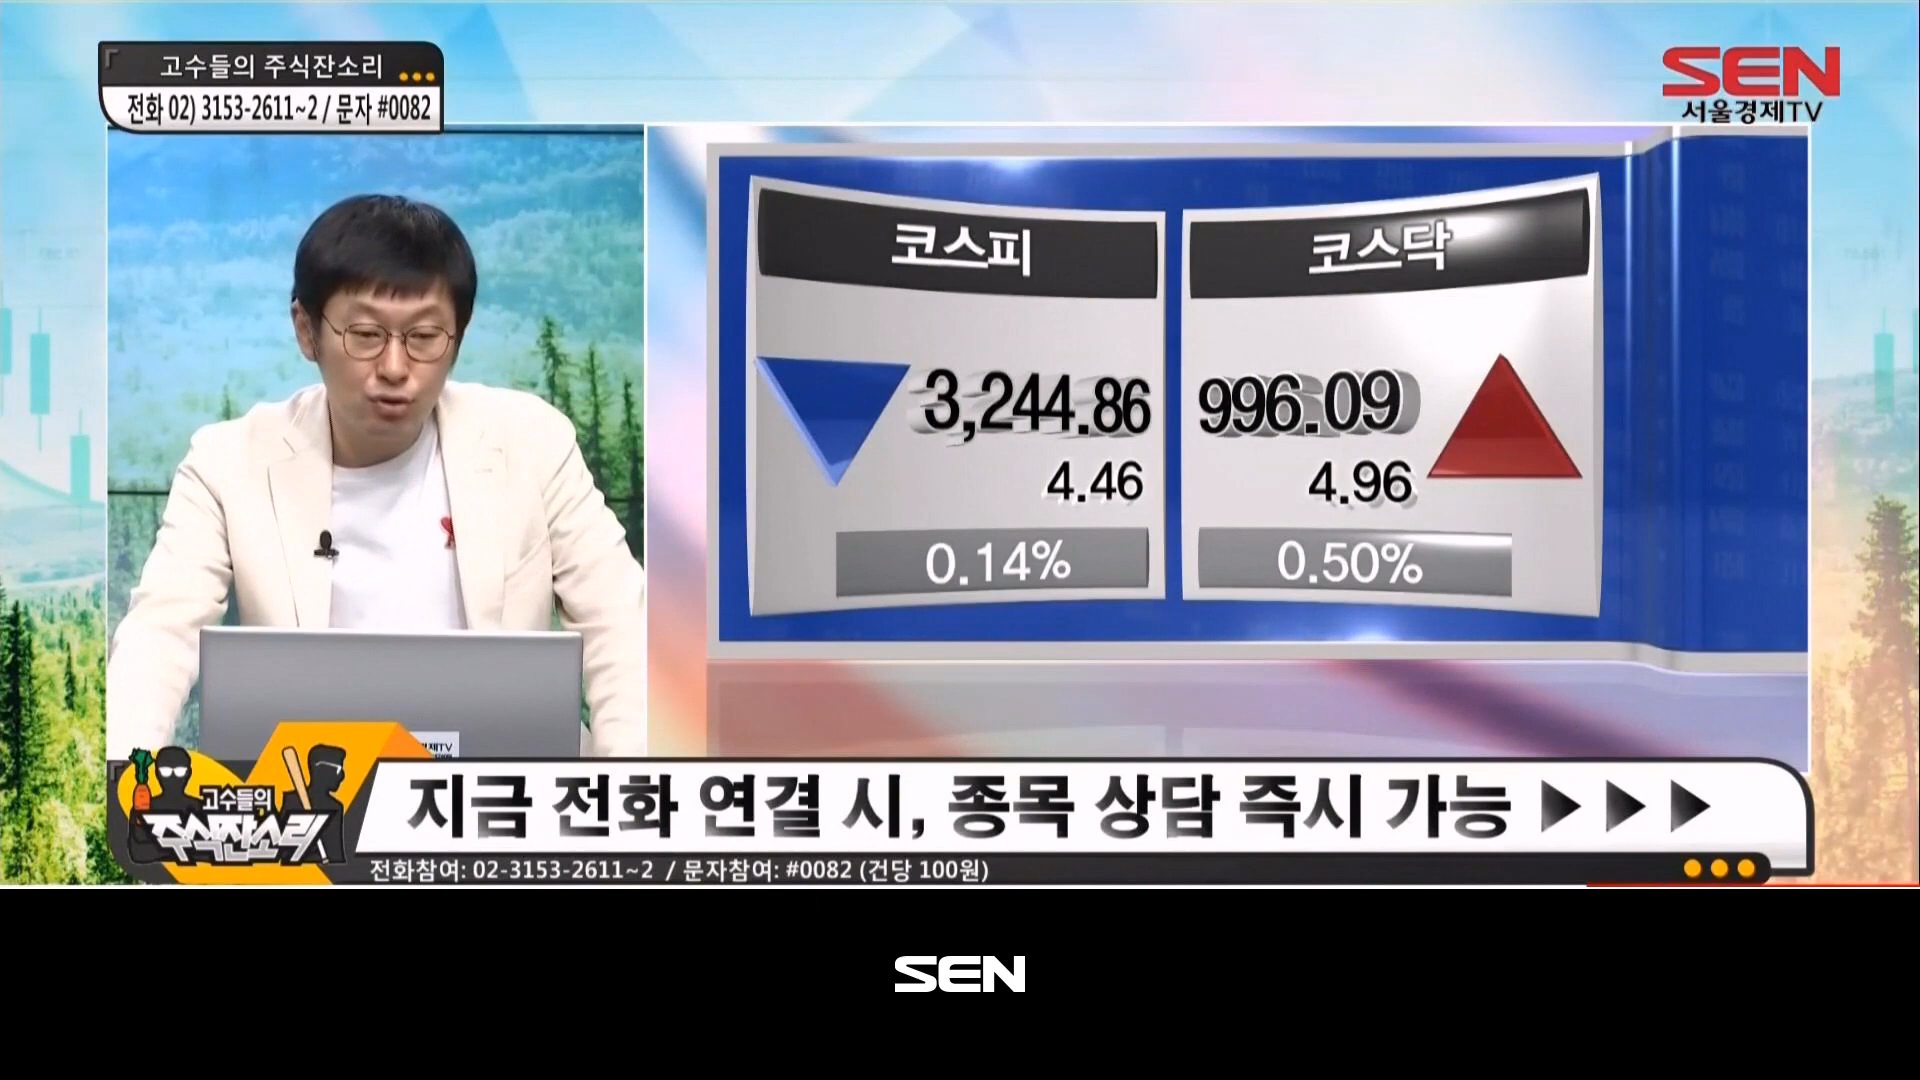 고수들의 주식잔소리
전화 02) 3153-2611~2 / 문자 #0082
SEN
서울경제TV
코스피
코스닥
3,244.86
996.09
4.46
4.96
0.14%
0.50%
고수들의
주식잔소리
지금 전화 연결 시, 종목 상담 즉시 가능 ▶ ▶ ▶
전화참여: 02-3153-2611~2 / 문자참여: #0082 (건당 100원)
SEN